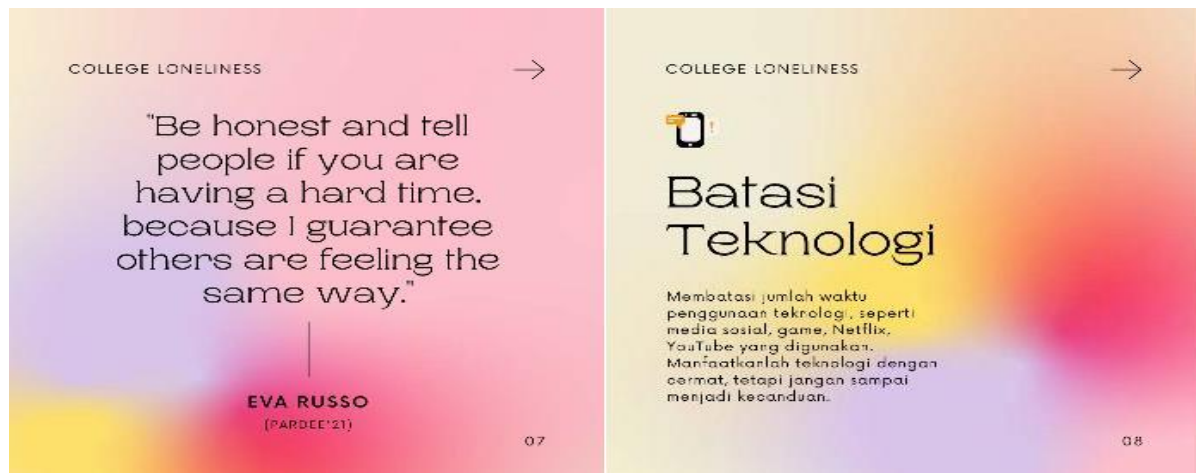 COLLEGE LONELINESS
"Be honest and tell
people if you are
having a hard time.
because I guarantee
others are feeling the
same way."
EVA RUSSO
(PARDEE'21)
07
COLLEGE LONELINESS
Batasi
Teknologi
Membatasi jumlah waktu
penggunaan teknologi, seperti
media sosial, game, Netflix,
YouTube yang digunakan.
Manfaatkanlah teknologi dengan
cermat, tetapi jangan sampai
menjadi kecanduan.
08